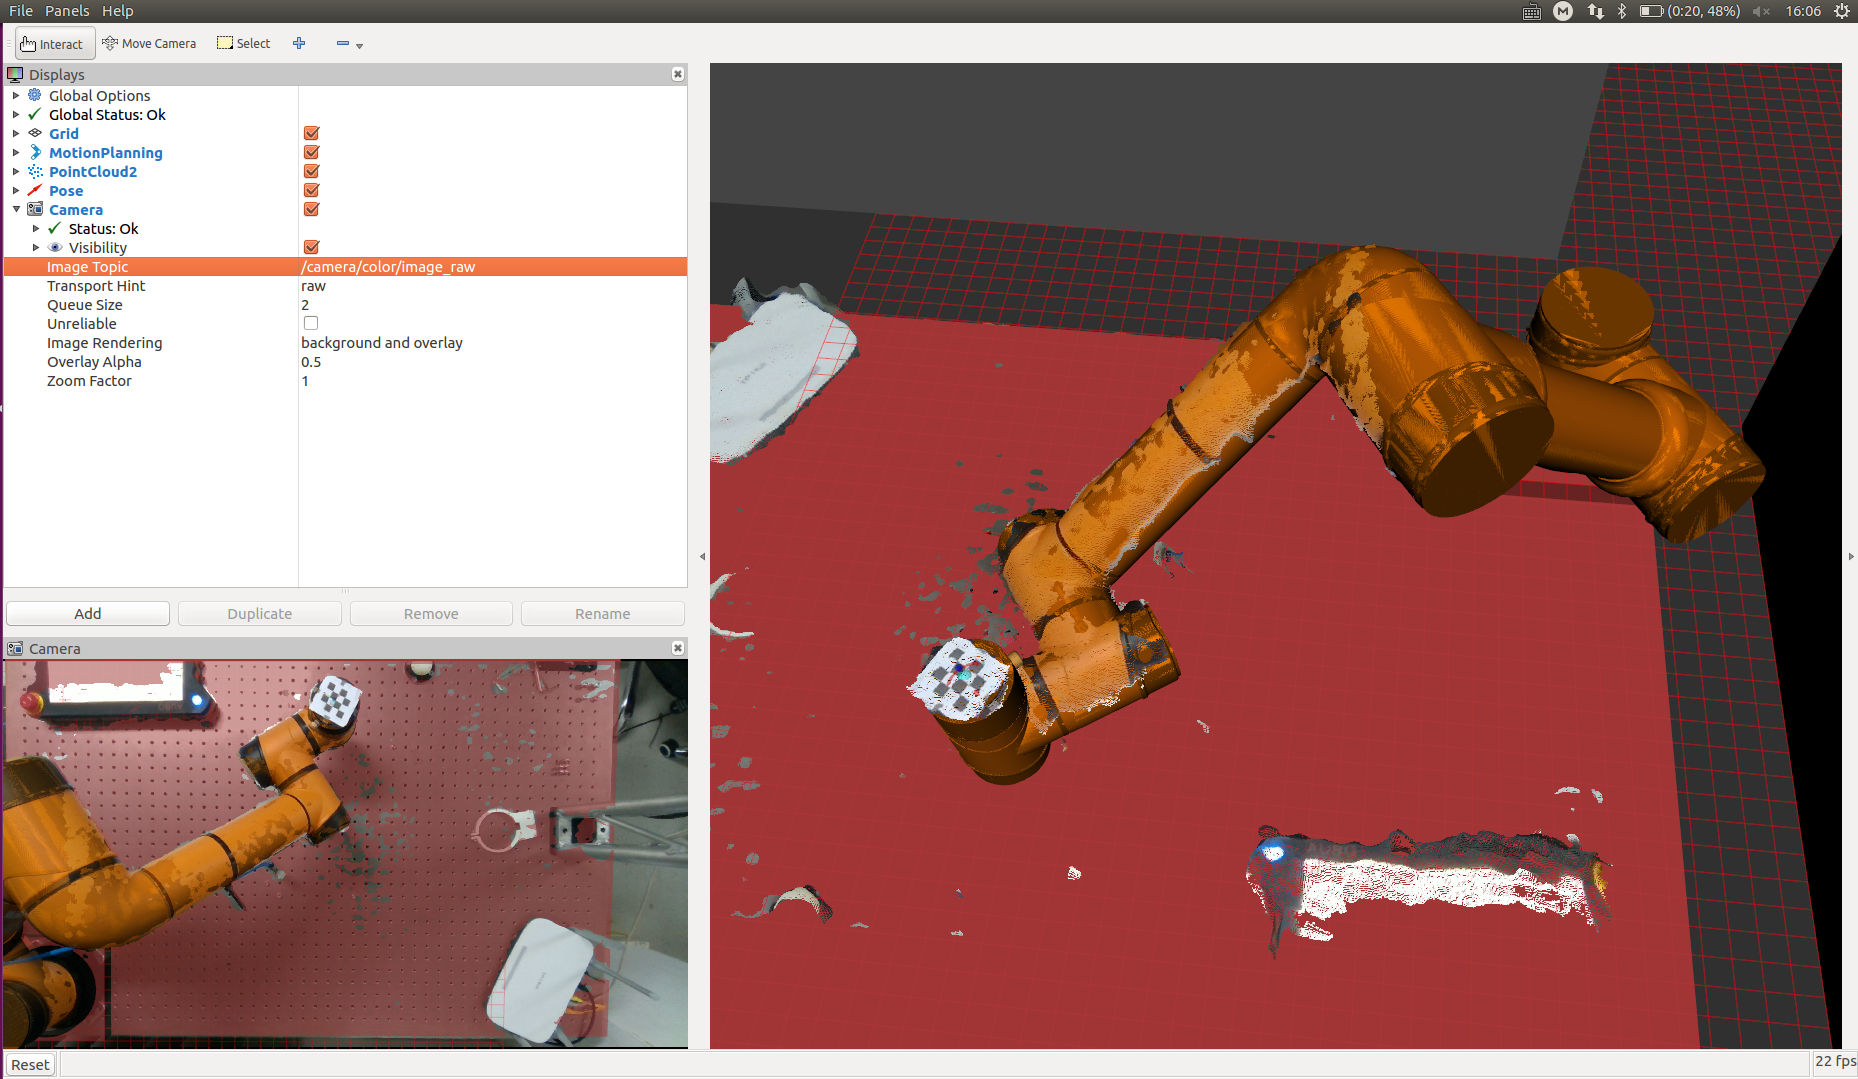 File Panels Help
(0:20, 48%) 16:06
Interact Move Camera Select
Displays
Global Options
Global Status: Ok
Grid
MotionPlanning
PointCloud2
Pose
Camera
Status: Ok
Visibility
Image Topic /camera/color/image_raw
Transport Hint raw
Queue Size 2
Unreliable
Image Rendering background and overlay
Overlay Alpha 0.5
Zoom Factor 1
Add Duplicate Remove Rename
Camera
Reset
22 fps